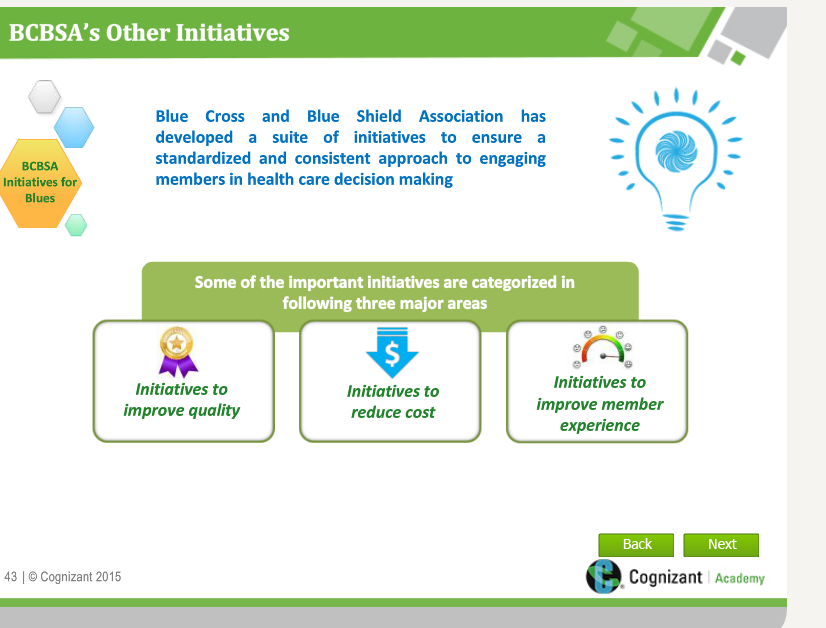 BCBSA's Other Initiatives
BCBSA
Initiatives for
Blues
Blue Cross and Blue Shield Association has
developed a suite of initiatives to ensure a
standardized and consistent approach to engaging
members in health care decision making
Some of the important initiatives are categorized in
following three major areas
Initiatives to
improve quality
$
Initiatives to
reduce cost
Initiatives to
improve member
experience
Back
Next
43 | © Cognizant 2015
Cognizant | Academy